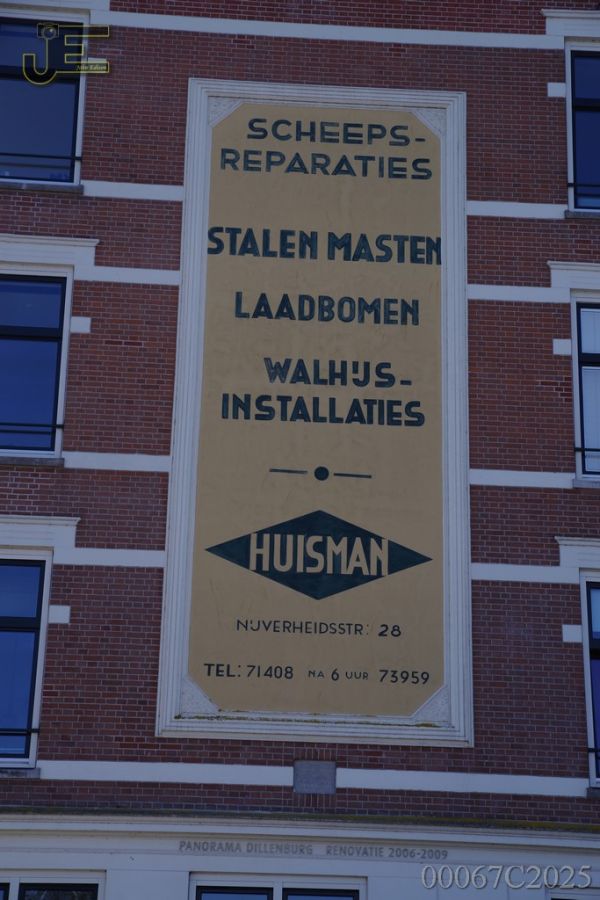 JE
SCHEEPS-
REPARATIES
STALEN MASTEN
LAADBOMEN
WALHIJS-
INSTALLATIES
HUISMAN
NIJVERHEIDSSTR: 28
TEL: 71408 NA 6 UUR 73959
PANORAMA DILLENBURG RENOVATIE 2006-2009
00067C2025